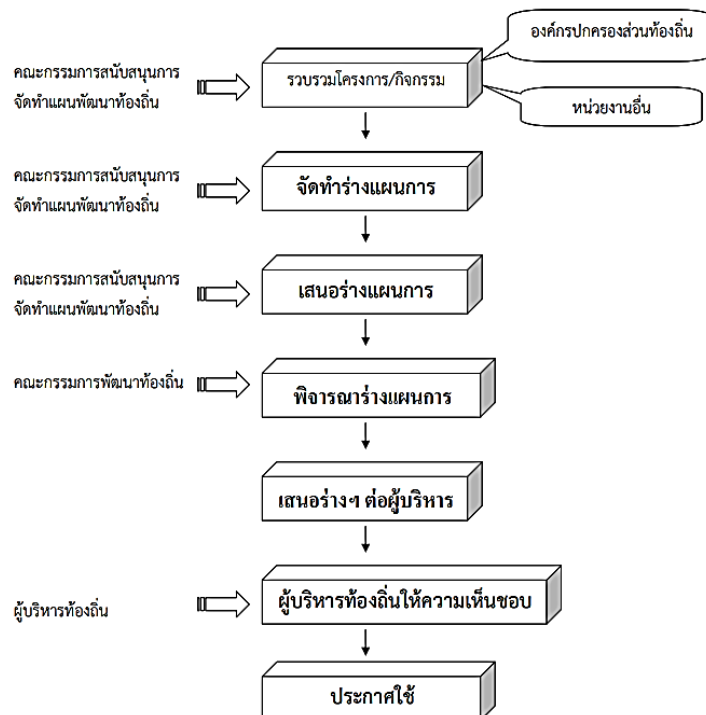 องค์กรปกครองส่วนท้องถิ่น
คณะกรรมการสนับสนุนการ
จัดทำแผนพัฒนาท้องถิ่น
รวบรวมโครงการ/กิจกรรม
หน่วยงานอื่น
คณะกรรมการสนับสนุนการ
จัดทำแผนพัฒนาท้องถิ่น
จัดทำร่างแผนการ
คณะกรรมการสนับสนุนการ
จัดทำแผนพัฒนาท้องถิ่น
เสนอร่างแผนการ
คณะกรรมการพัฒนาท้องถิ่น
พิจารณาร่างแผนการ
เสนอร่างฯ ต่อผู้บริหาร
ผู้บริหารท้องถิ่น
ผู้บริหารท้องถิ่นให้ความเห็นชอบ
ประกาศใช้